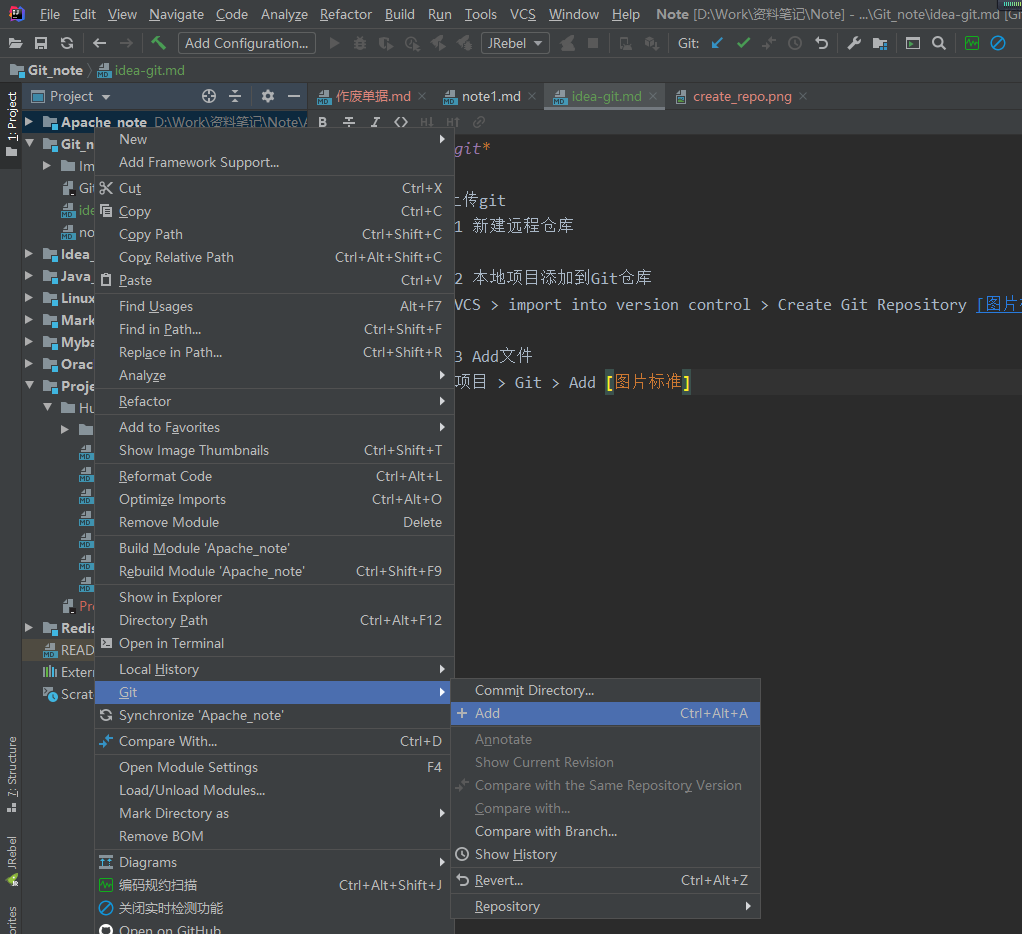 File Edit View Navigate Code Analyze Refactor Build Run Tools VCS Window Help Note [D:\Work\资料笔记\Note] - ...\Git_note\idea-git.md
Add Configuration... JRebel Git:
Git_note idea-git.md
1: Project
Project
作废单据.md note1.md idea-git.md create_repo.png
Apache_note D:\Work\资料笔记\Note\
B I <> H↓ H↑
New
git*
Add Framework Support...
Cut Ctrl+X
Copy Ctrl+C
上传git
Copy Path Ctrl+Shift+C
1 新建远程仓库
Copy Relative Path Ctrl+Alt+Shift+C
Paste Ctrl+V
2 本地项目添加到Git仓库
Find Usages Alt+F7
VCS > import into version control > Create Git Repository [图片
Find in Path... Ctrl+Shift+F
Replace in Path... Ctrl+Shift+R
3 Add文件
Analyze
项目 > Git > Add [图片标准]
Refactor
Add to Favorites
Show Image Thumbnails Ctrl+Shift+T
Reformat Code Ctrl+Alt+L
Optimize Imports Ctrl+Alt+O
Remove Module Delete
Build Module 'Apache_note'
Rebuild Module 'Apache_note' Ctrl+Shift+F9
Show in Explorer
Directory Path Ctrl+Alt+F12
Open in Terminal
Local History
Git
Synchronize 'Apache_note'
Compare With... Ctrl+D
Open Module Settings F4
Load/Unload Modules...
Mark Directory as
Remove BOM
Diagrams
编码规约扫描 Ctrl+Alt+Shift+J
关闭实时检测功能
Open on GitHub
Commit Directory...
Add Ctrl+Alt+A
Annotate
Show Current Revision
Compare with the Same Repository Version
Compare with...
Compare with Branch...
Show History
Revert... Ctrl+Alt+Z
Repository
Git_n
Im
Git
ide
no
Idea_
Java_
Linux
Mark
Myba
Orac
Proje
Hu
Pro
Redis
READ
Extern
Scrat
7: Structure
JRebel
orites